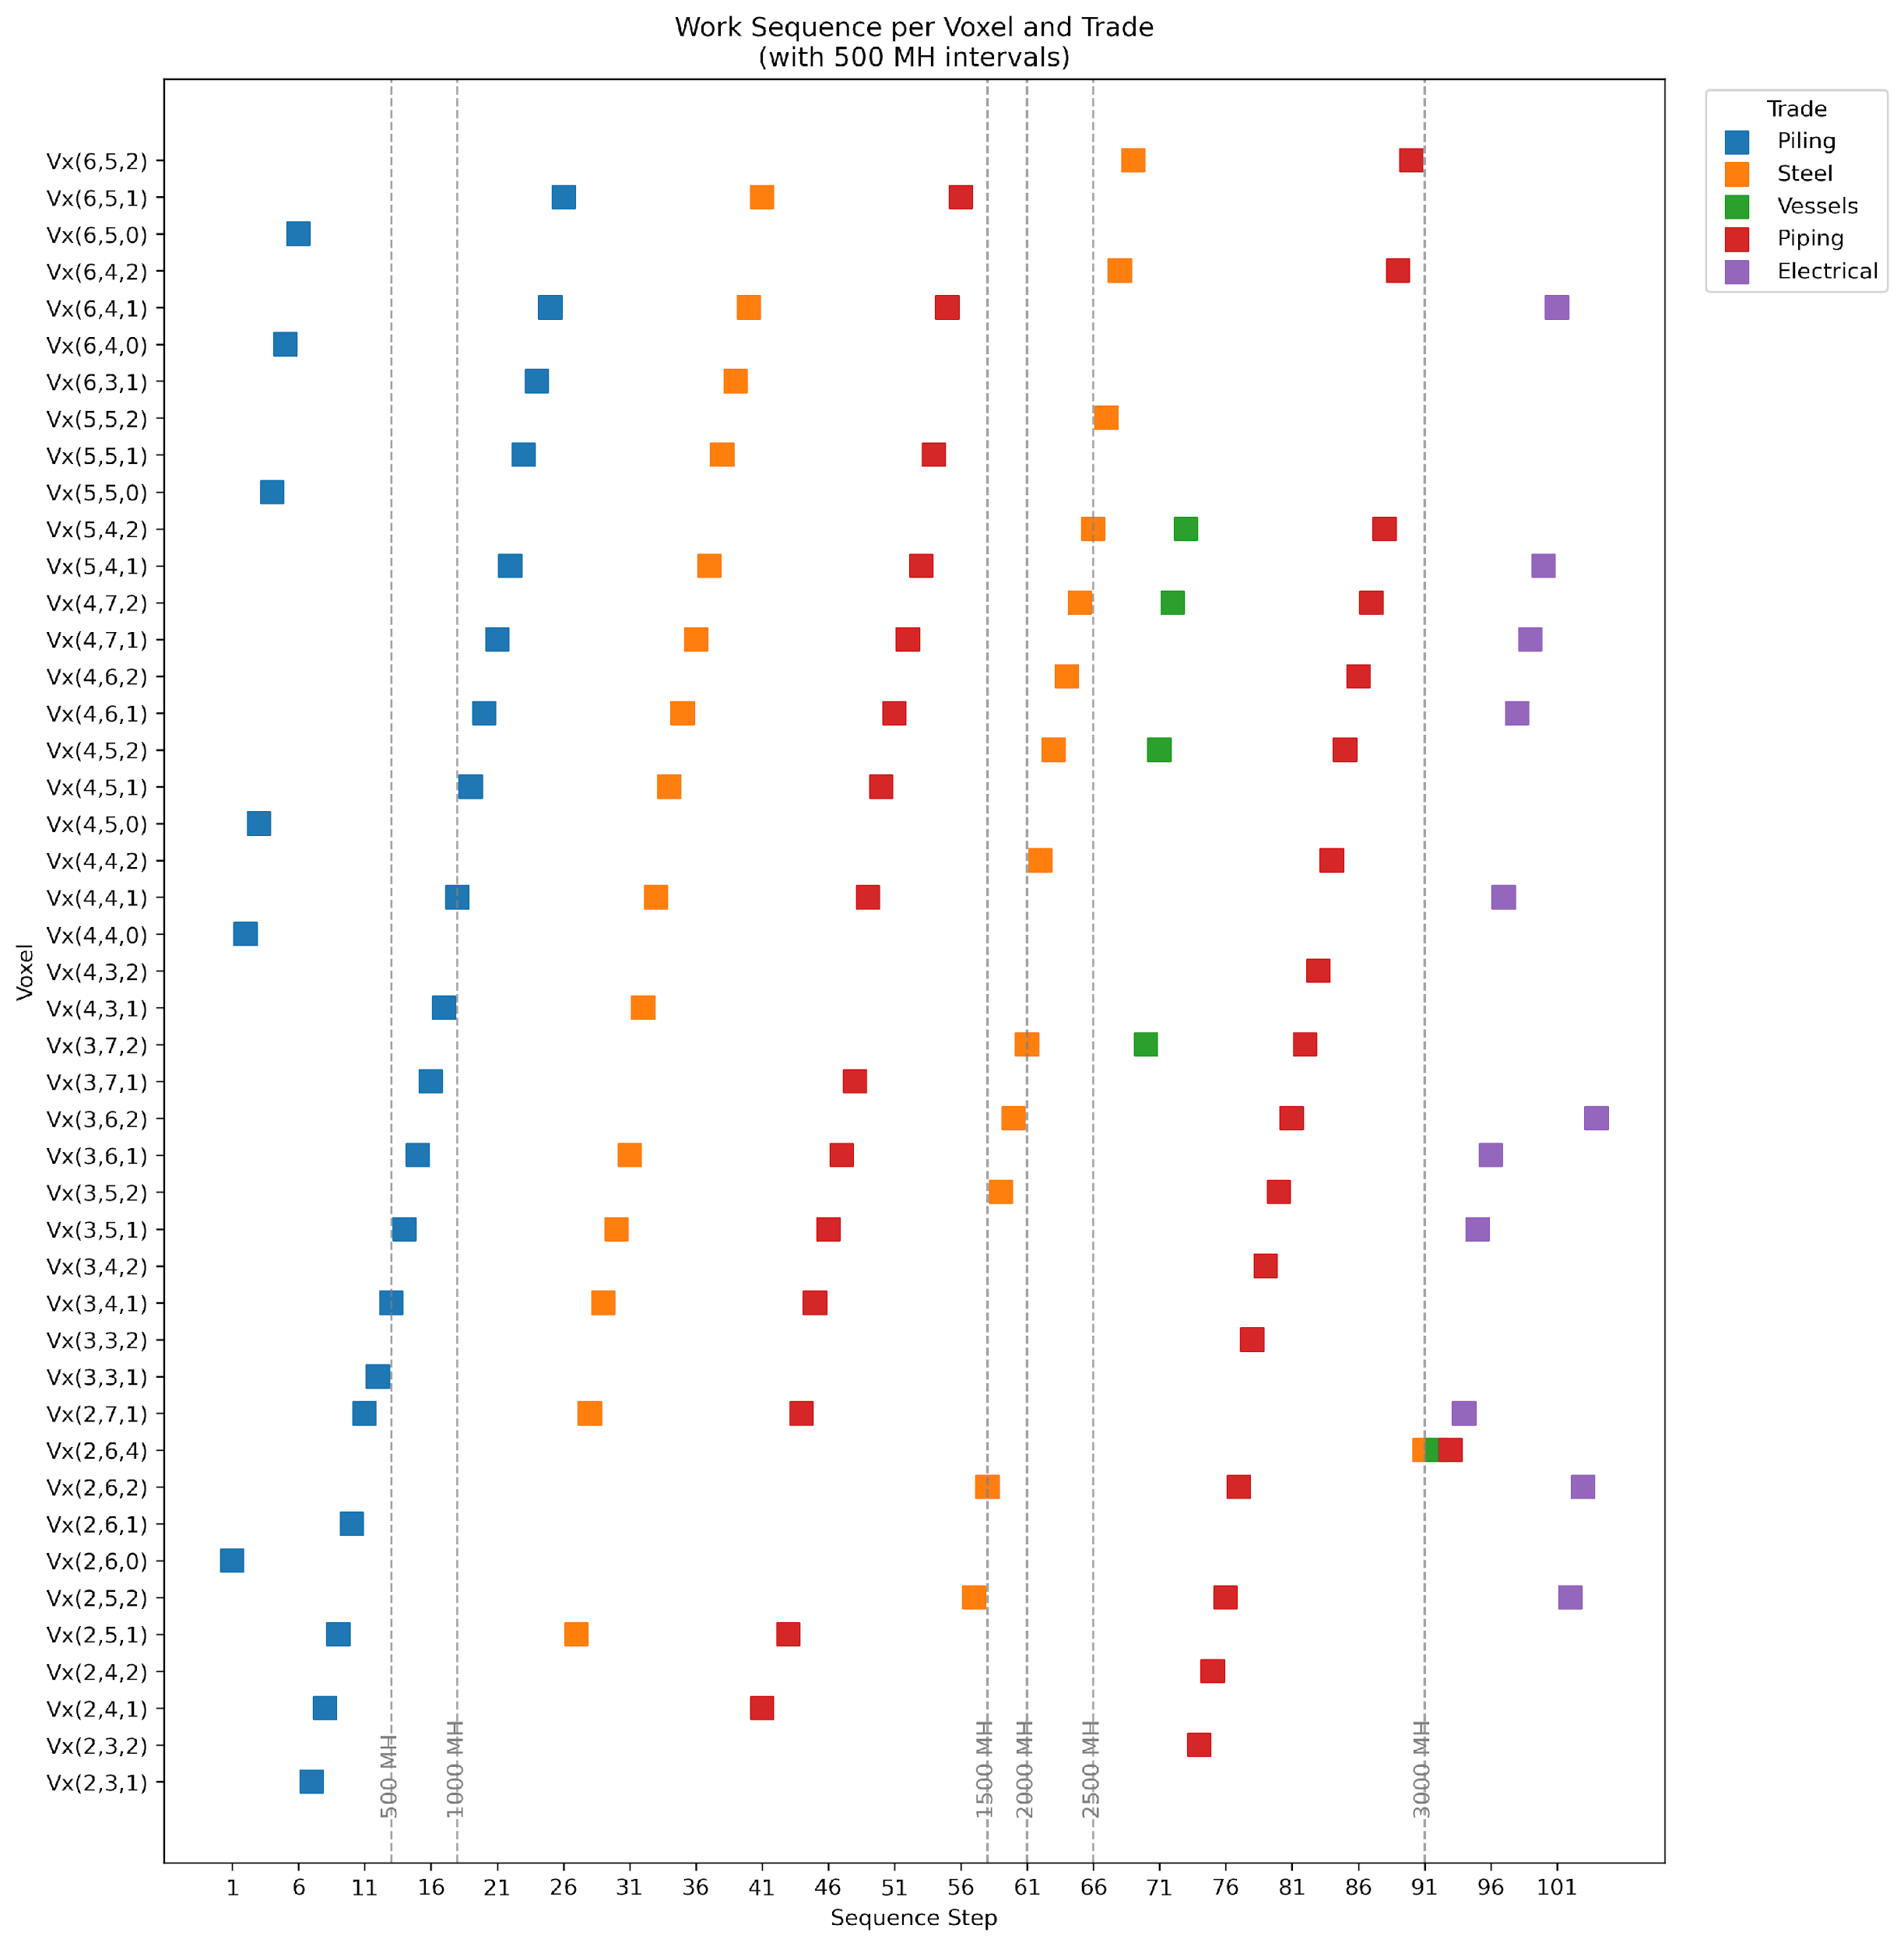 Work Sequence per Voxel and Trade
(with 500 MH intervals)
Trade
Piling
Steel
Vessels
Piping
Electrical
Voxel
Vx(6,5,2)
Vx(6,5,1)
Vx(6,5,0)
Vx(6,4,2)
Vx(6,4,1)
Vx(6,4,0)
Vx(6,3,1)
Vx(5,5,2)
Vx(5,5,1)
Vx(5,5,0)
Vx(5,4,2)
Vx(5,4,1)
Vx(4,7,2)
Vx(4,7,1)
Vx(4,6,2)
Vx(4,6,1)
Vx(4,5,2)
Vx(4,5,1)
Vx(4,5,0)
Vx(4,4,2)
Vx(4,4,1)
Vx(4,4,0)
Vx(4,3,2)
Vx(4,3,1)
Vx(3,7,2)
Vx(3,7,1)
Vx(3,6,2)
Vx(3,6,1)
Vx(3,5,2)
Vx(3,5,1)
Vx(3,4,2)
Vx(3,4,1)
Vx(3,3,2)
Vx(3,3,1)
Vx(2,7,1)
Vx(2,6,4)
Vx(2,6,2)
Vx(2,6,1)
Vx(2,6,0)
Vx(2,5,2)
Vx(2,5,1)
Vx(2,4,2)
Vx(2,4,1)
Vx(2,3,2)
Vx(2,3,1)
500 MH
1000 MH
1500 MH
2000 MH
2500 MH
3000 MH
1 6 11 16 21 26 31 36 41 46 51 56 61 66 71 76 81 86 91 96 101
Sequence Step